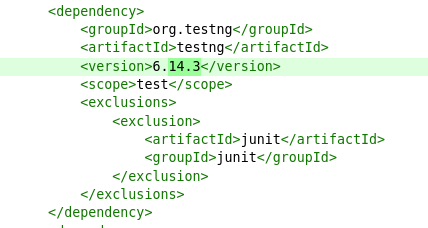 <dependency>
<groupId>org.testng</groupId>
<artifactId>testng</artifactId>
<version>6.14.3</version>
<scope>test</scope>
<exclusions>
<exclusion>
<artifactId>junit</artifactId>
<groupId>junit</groupId>
</exclusion>
</exclusions>
</dependency>